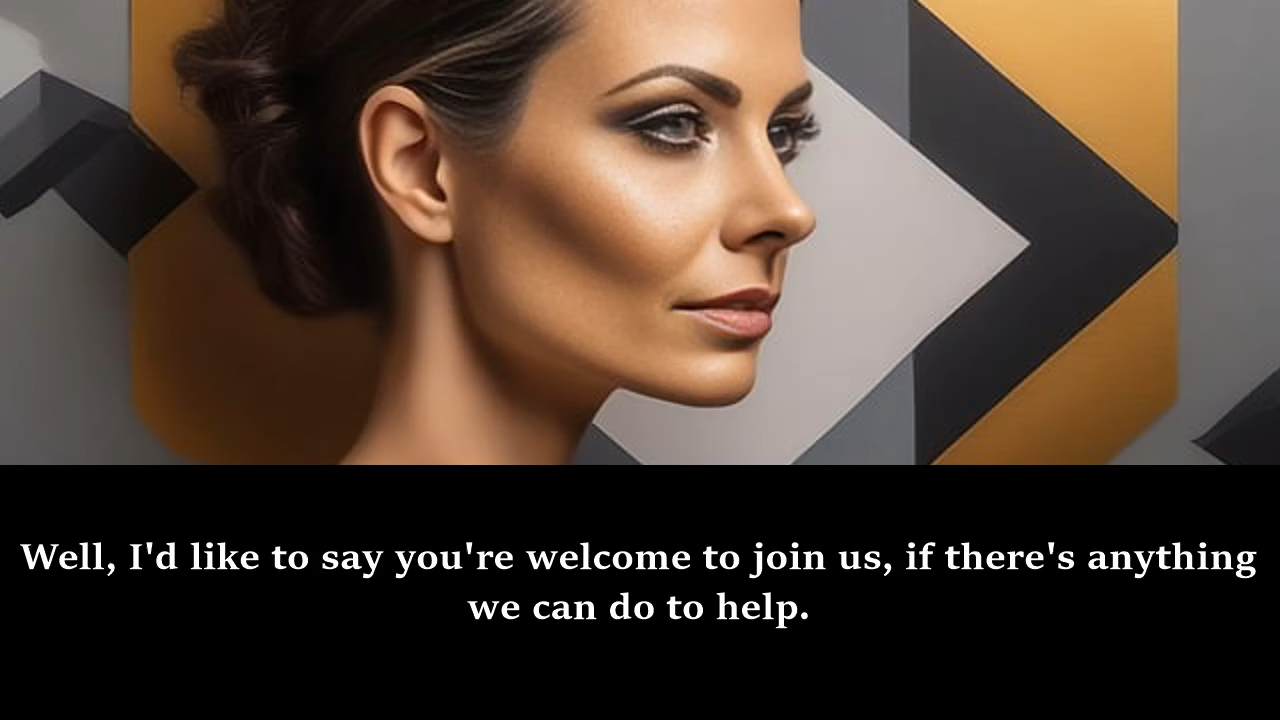 Well, I'd like to say you're welcome to join us, if there's anything
we can do to help.